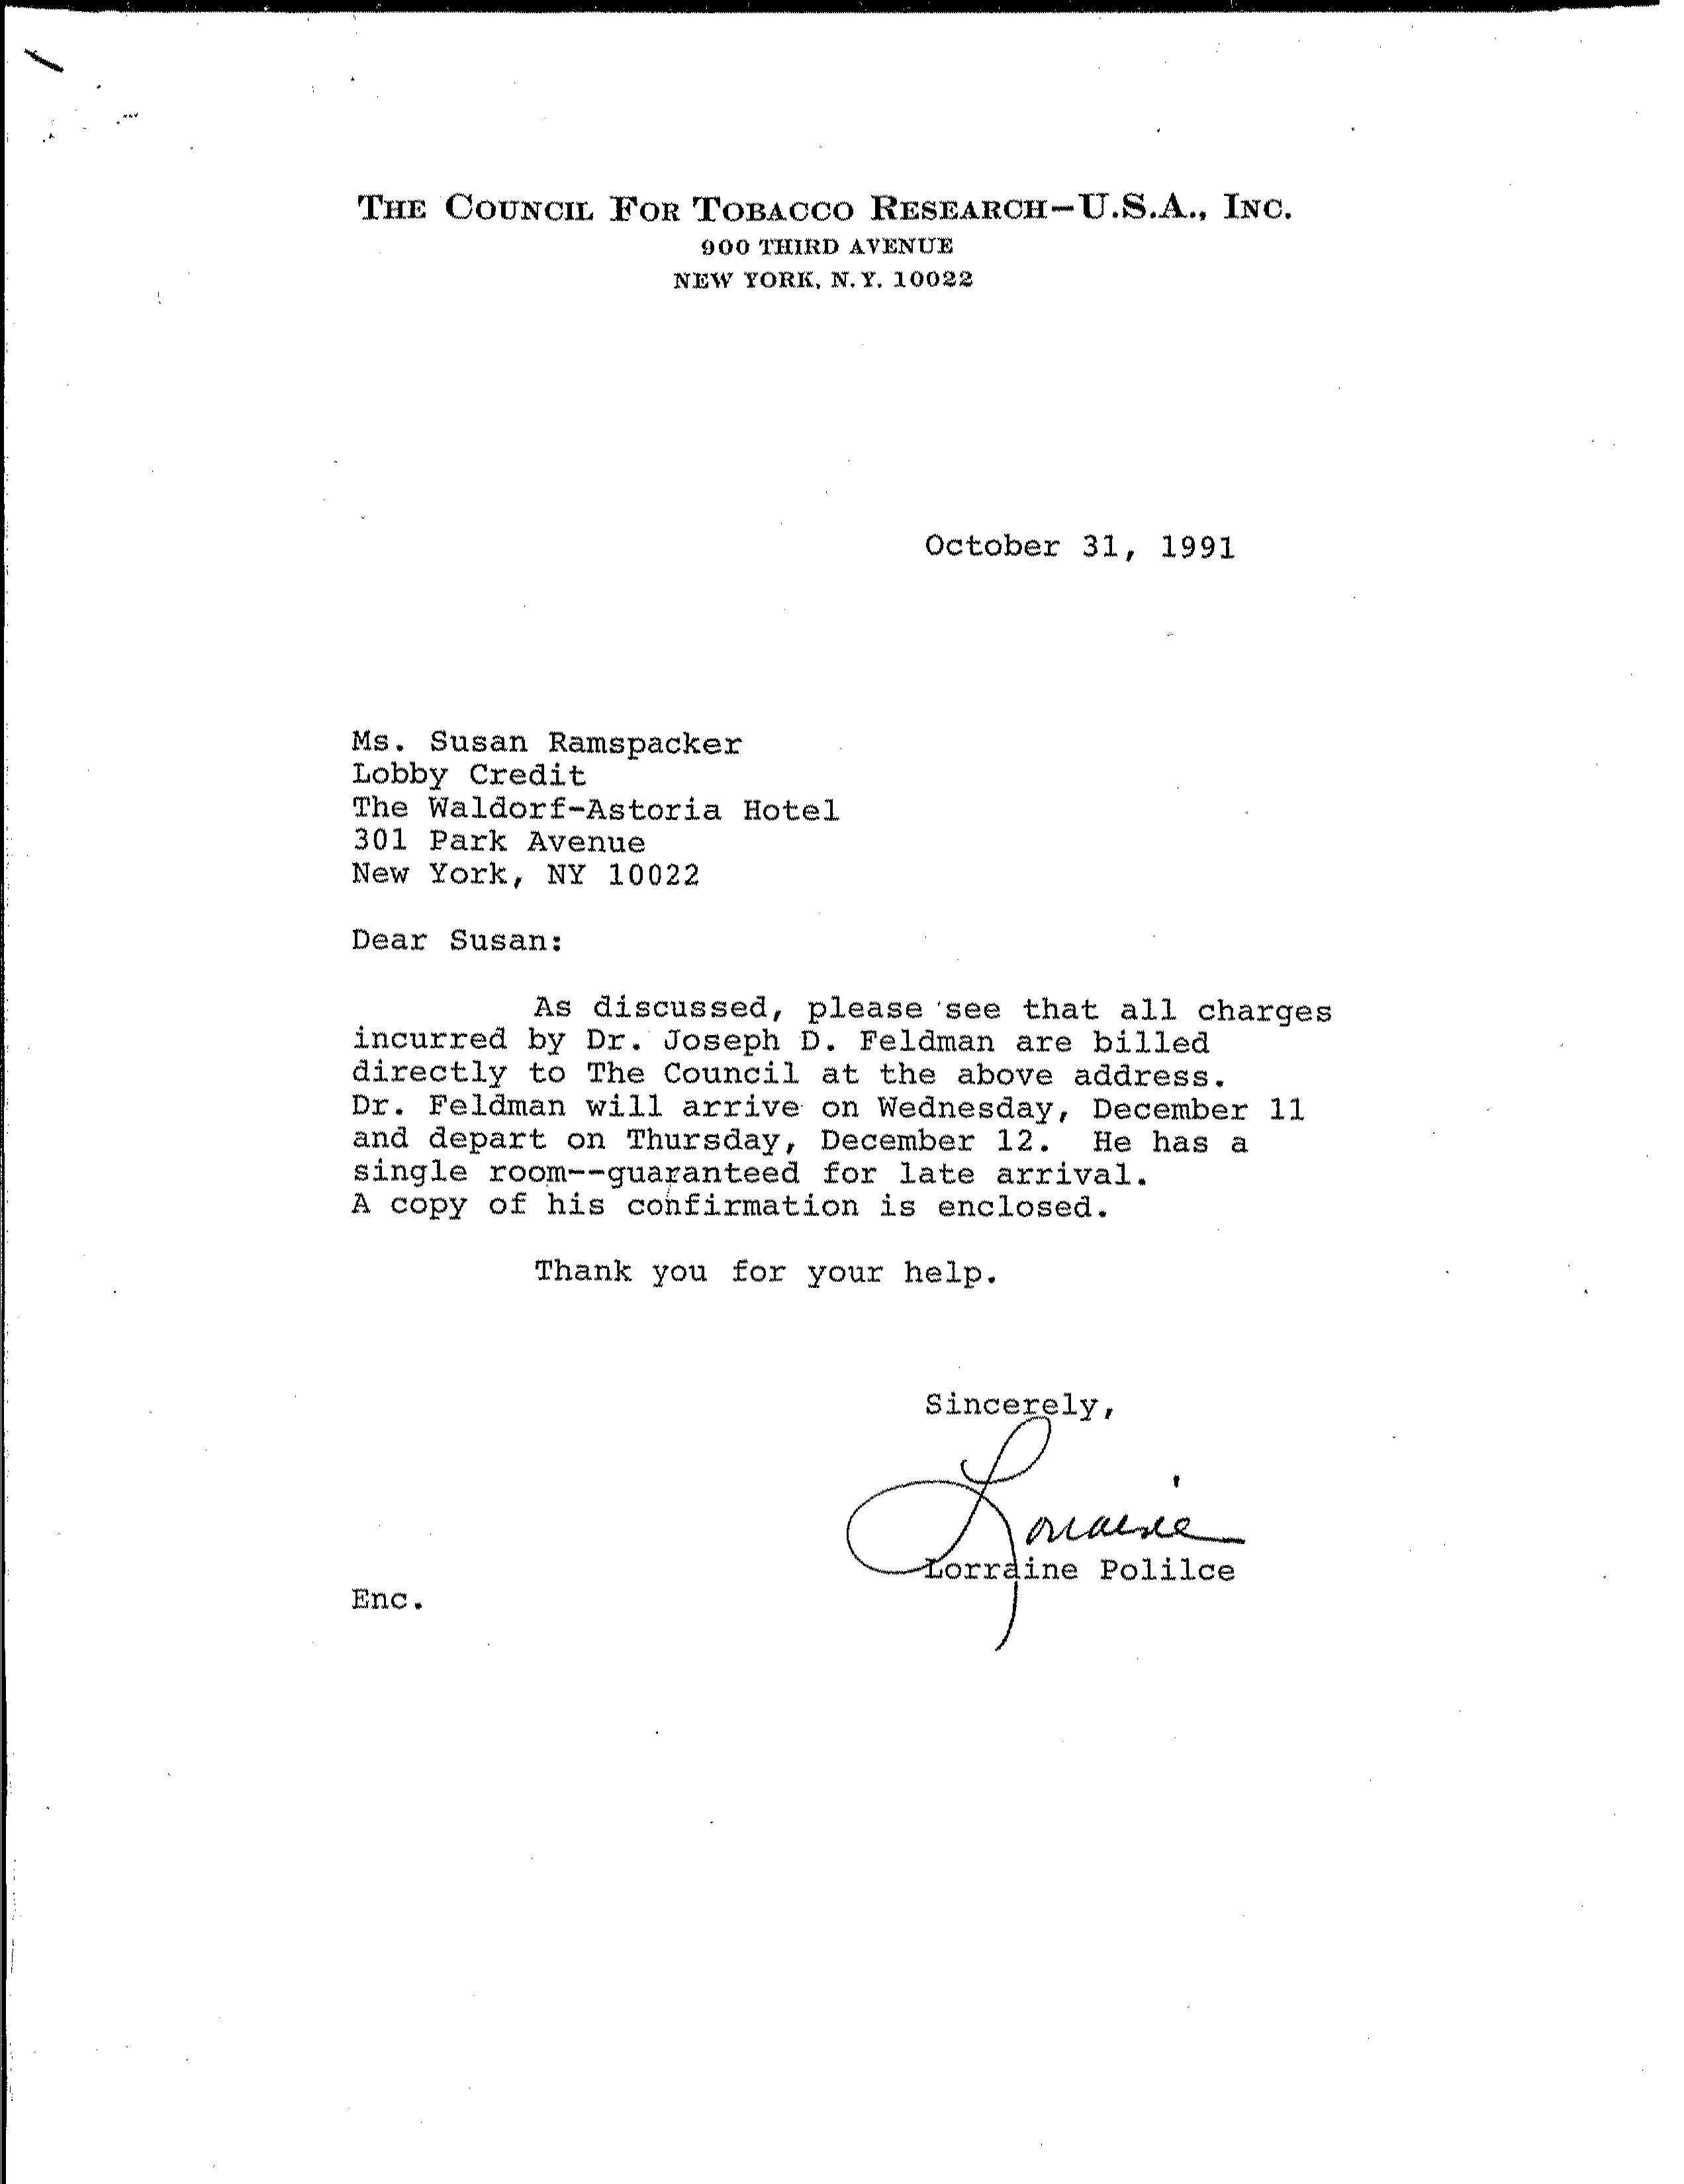 THE COUNCIL FOR TOBACCO RESEARCH-U.S.A., INC.
900 THIRD AVENUE
NEW YORK, N.Y. 10022
October 31, 1991
Ms. Susan Ramspacker
Lobby Credit
The Waldorf-Astoria Hotel
301 Park Avenue
New York, NY 10022
Dear Susan:
As discussed, please see that all charges
incurred by Dr. Joseph D. Feldman are billed
directly to The Council at the above address.
Dr. Feldman will arrive on Wednesday, December 11
and depart on Thursday, December 12. He has a
single room--guaranteed for late arrival.
A copy of his confirmation is enclosed.
Thank you for your help.
Sincerely,
Lorraine
Lorraine Polilce
Enc.